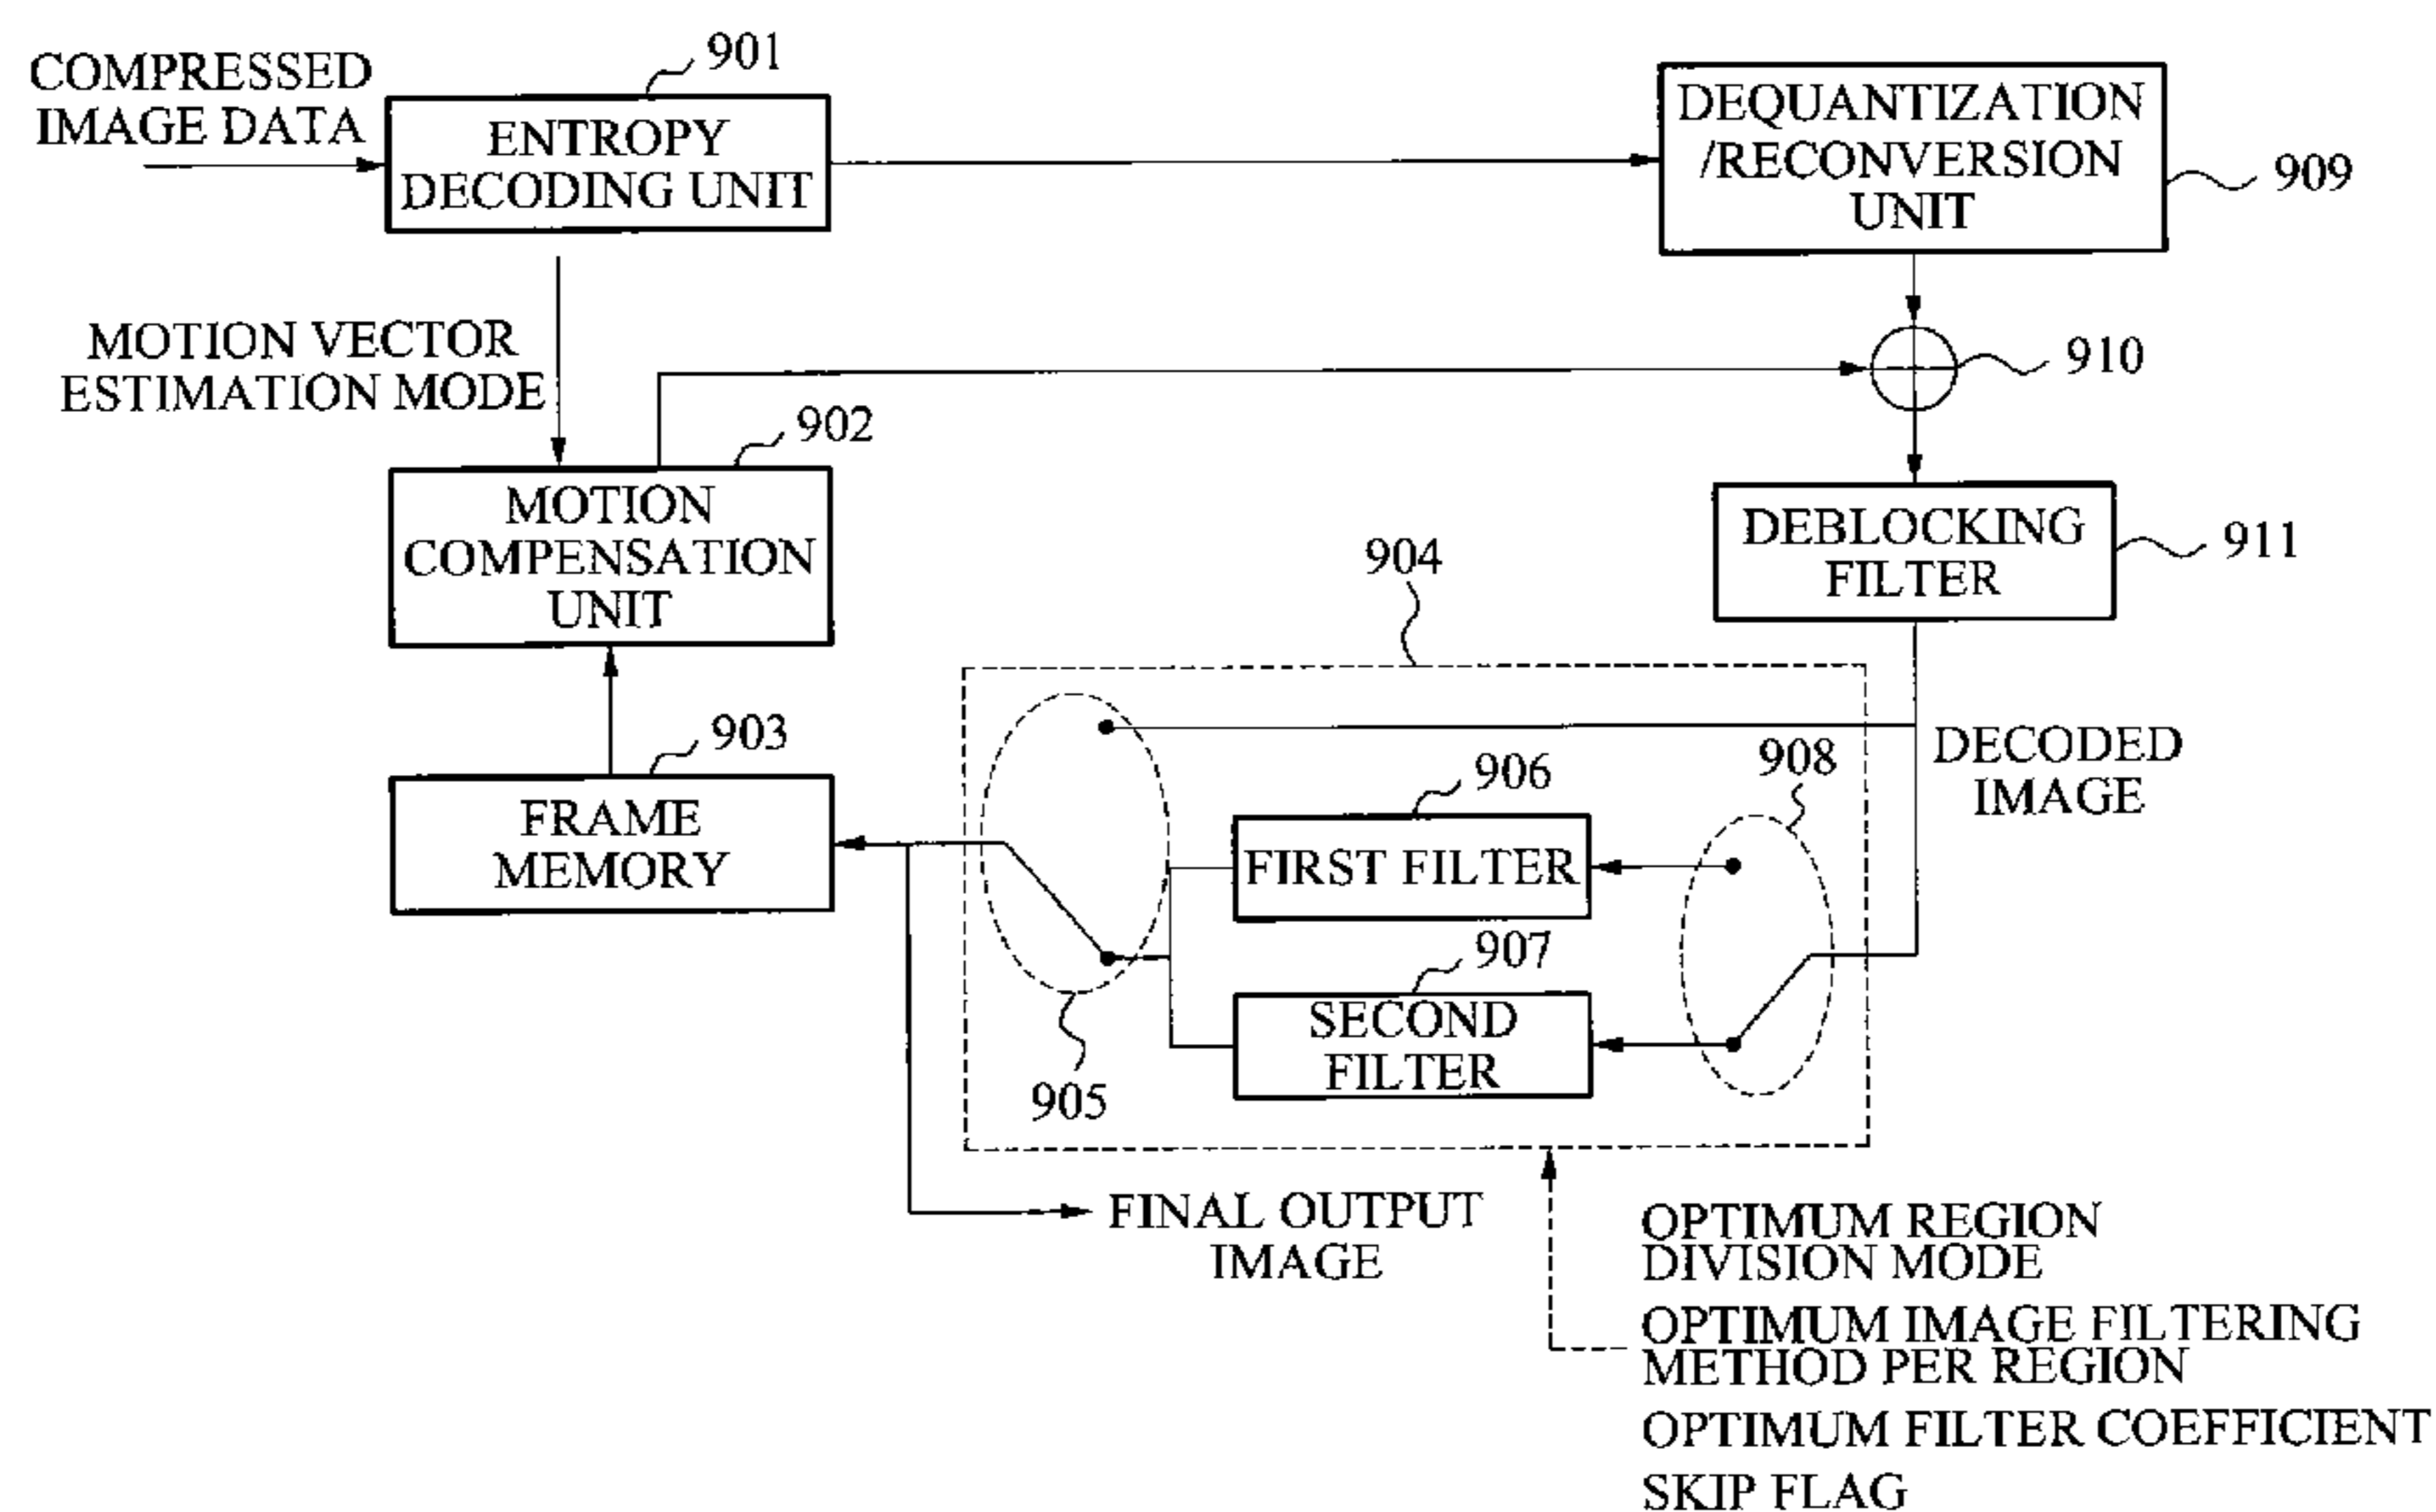 COMPRESSED
IMAGE DATA
901
ENTROPY
DECODING UNIT
DEQUANTIZATION
/RECONVERSION
UNIT
909
MOTION VECTOR
ESTIMATION MODE
910
902
MOTION
COMPENSATION
UNIT
DEBLOCKING
FILTER
911
904
903
FRAME
MEMORY
DECODED
IMAGE
908
906
FIRST FILTER
907
SECOND
FILTER
905
FINAL OUTPUT
IMAGE
OPTIMUM REGION
DIVISION MODE
OPTIMUM IMAGE FILTERING
METHOD PER REGION
OPTIMUM FILTER COEFFICIENT
SKIP FLAG